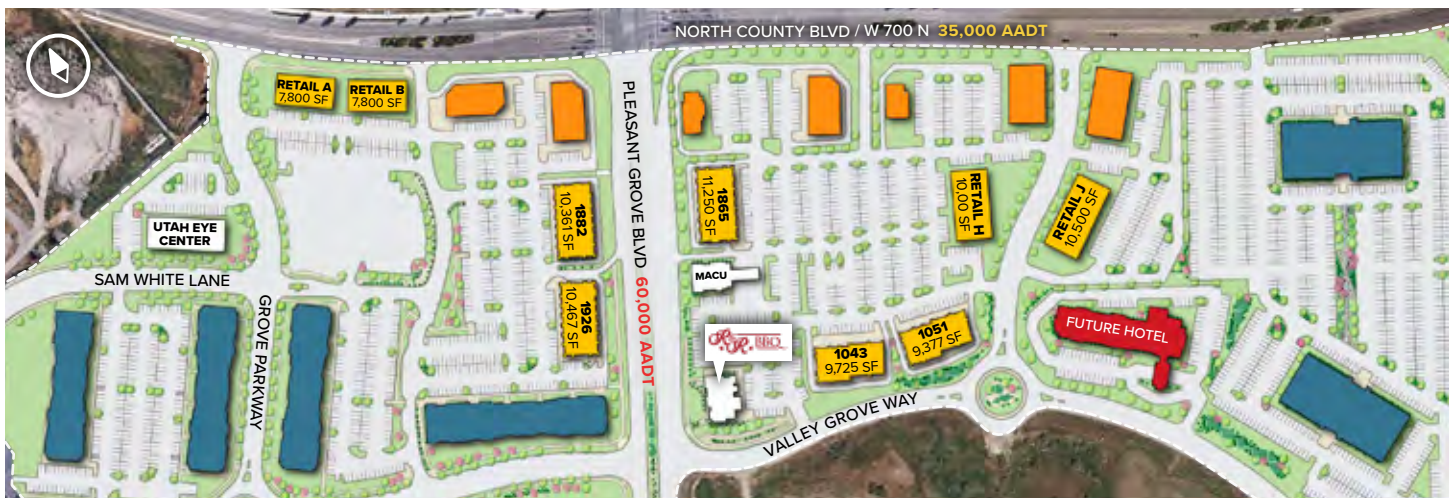 NORTH COUNTY BLVD / W 700 N 35,000 AADT
RETAIL A
7,800 SF
RETAIL B
7,800 SF
PLEASANT GROVE BLVD 60,000 AADT
1882
10,361 SF
1865
11,250 SF
RETAIL H
10,00 SF
RETAIL J
10,500 SF
UTAH EYE
CENTER
MACU
SAM WHITE LANE
GROVE PARKWAY
1926
10,467 SF
R&R BBQ
1043
9,725 SF
1051
9,377 SF
FUTURE HOTEL
VALLEY GROVE WAY